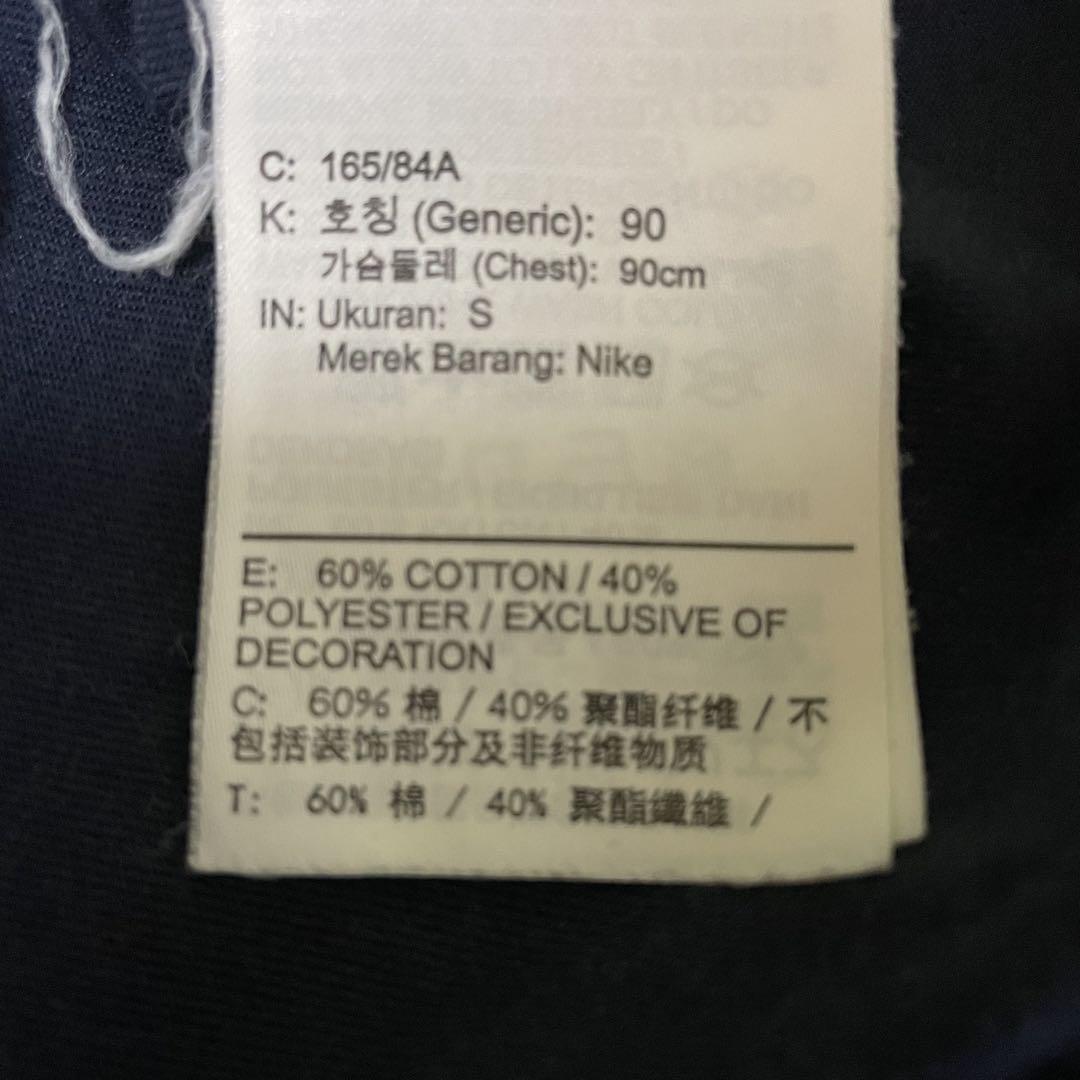 C: 165/84A
K: 호칭 (Generic): 90
가슴둘레 (Chest): 90cm
IN: Ukuran: S
Merek Barang: Nike
E: 60% COTTON / 40%
POLYESTER / EXCLUSIVE OF
DECORATION
C: 60% 棉 / 40% 聚酯纤维 / 不
包括装饰部分及非纤维物质
T: 60% 棉 / 40% 聚酯纖維 /